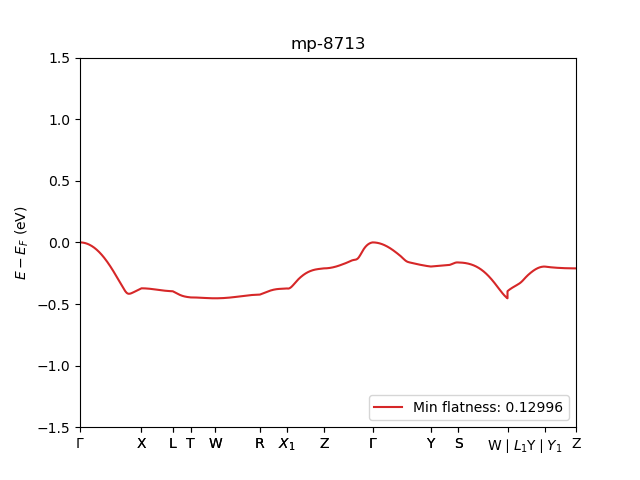 mp-8713
1.5
1.0
0.5
0.0
−0.5
−1.0
−1.5
E − E_F (eV)
Min flatness: 0.12996
Γ X L T W R X₁ Z Γ Y S W | L₁Y | Y₁ Z